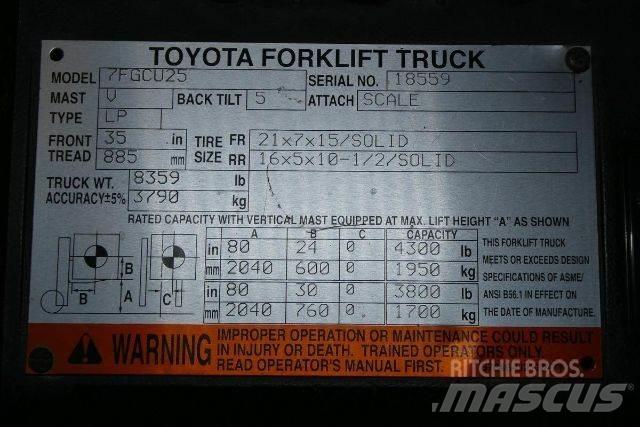 TOYOTA FORKLIFT TRUCK
MODEL 7FGCU25 SERIAL NO. 18559
MAST V BACK TILT 5 ATTACH SCALE
TYPE LP
FRONT 35 in TIRE FR 21x7x15/SOLID
TREAD 885 mm SIZE RR 16x5x10-1/2/SOLID
TRUCK WT. 8359 lb
ACCURACY±5% 3790 kg
RATED CAPACITY WITH VERTICAL MAST EQUIPPED AT MAX. LIFT HEIGHT "A" AS SHOWN
A B C CAPACITY
in 80 24 0 4300 lb
mm 2040 600 0 1950 kg
in 80 30 0 3800 lb
mm 2040 760 0 1700 kg
B B A C
THIS FORKLIFT TRUCK
MEETS OR EXCEEDS DESIGN
SPECIFICATIONS OF ASME/
ANSI B56.1 IN EFFECT ON
THE DATE OF MANUFACTURE.
WARNING
IMPROPER OPERATION OR MAINTENANCE COULD RESULT
IN INJURY OR DEATH. TRAINED OPERATORS ONLY.
READ OPERATOR'S MANUAL FIRST.
RITCHIE BROS.
MASCUS